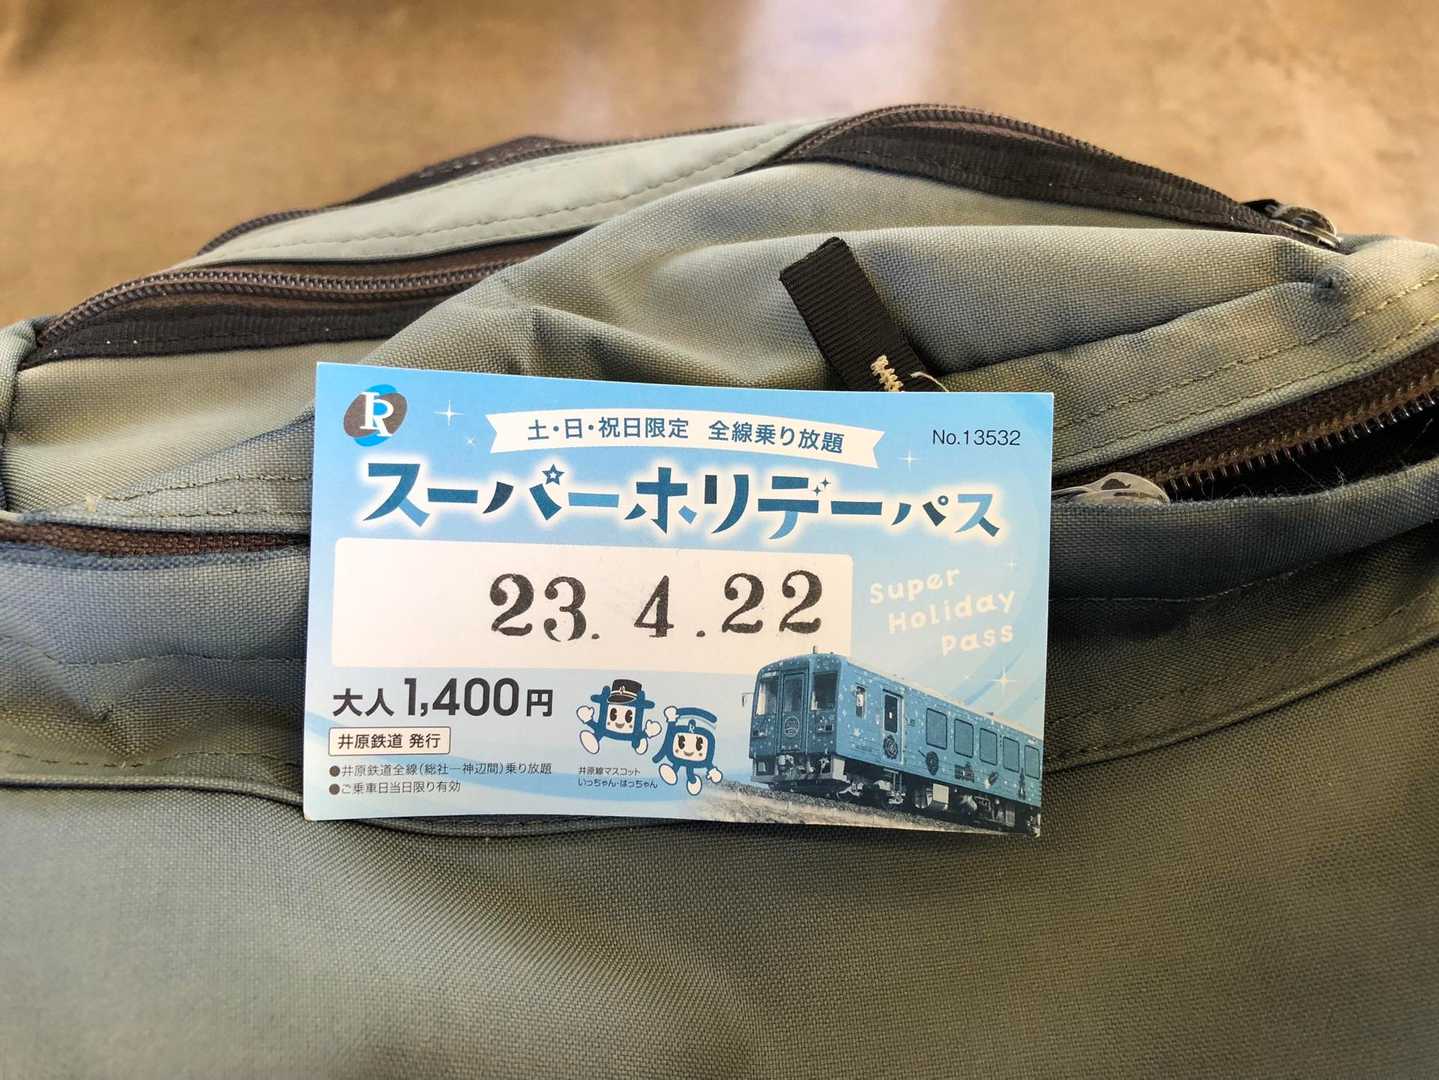 土・日・祝日限定 全線乗り放題
No.13532
スーパーホリデーパス
23.4.22
Super
Holiday
Pass
大人1,400円
井原鉄道 発行
●井原鉄道全線(総社―神辺間)乗り放題
●ご乗車日当日限り有効
井原線マスコット
いっちゃん・はっちゃん